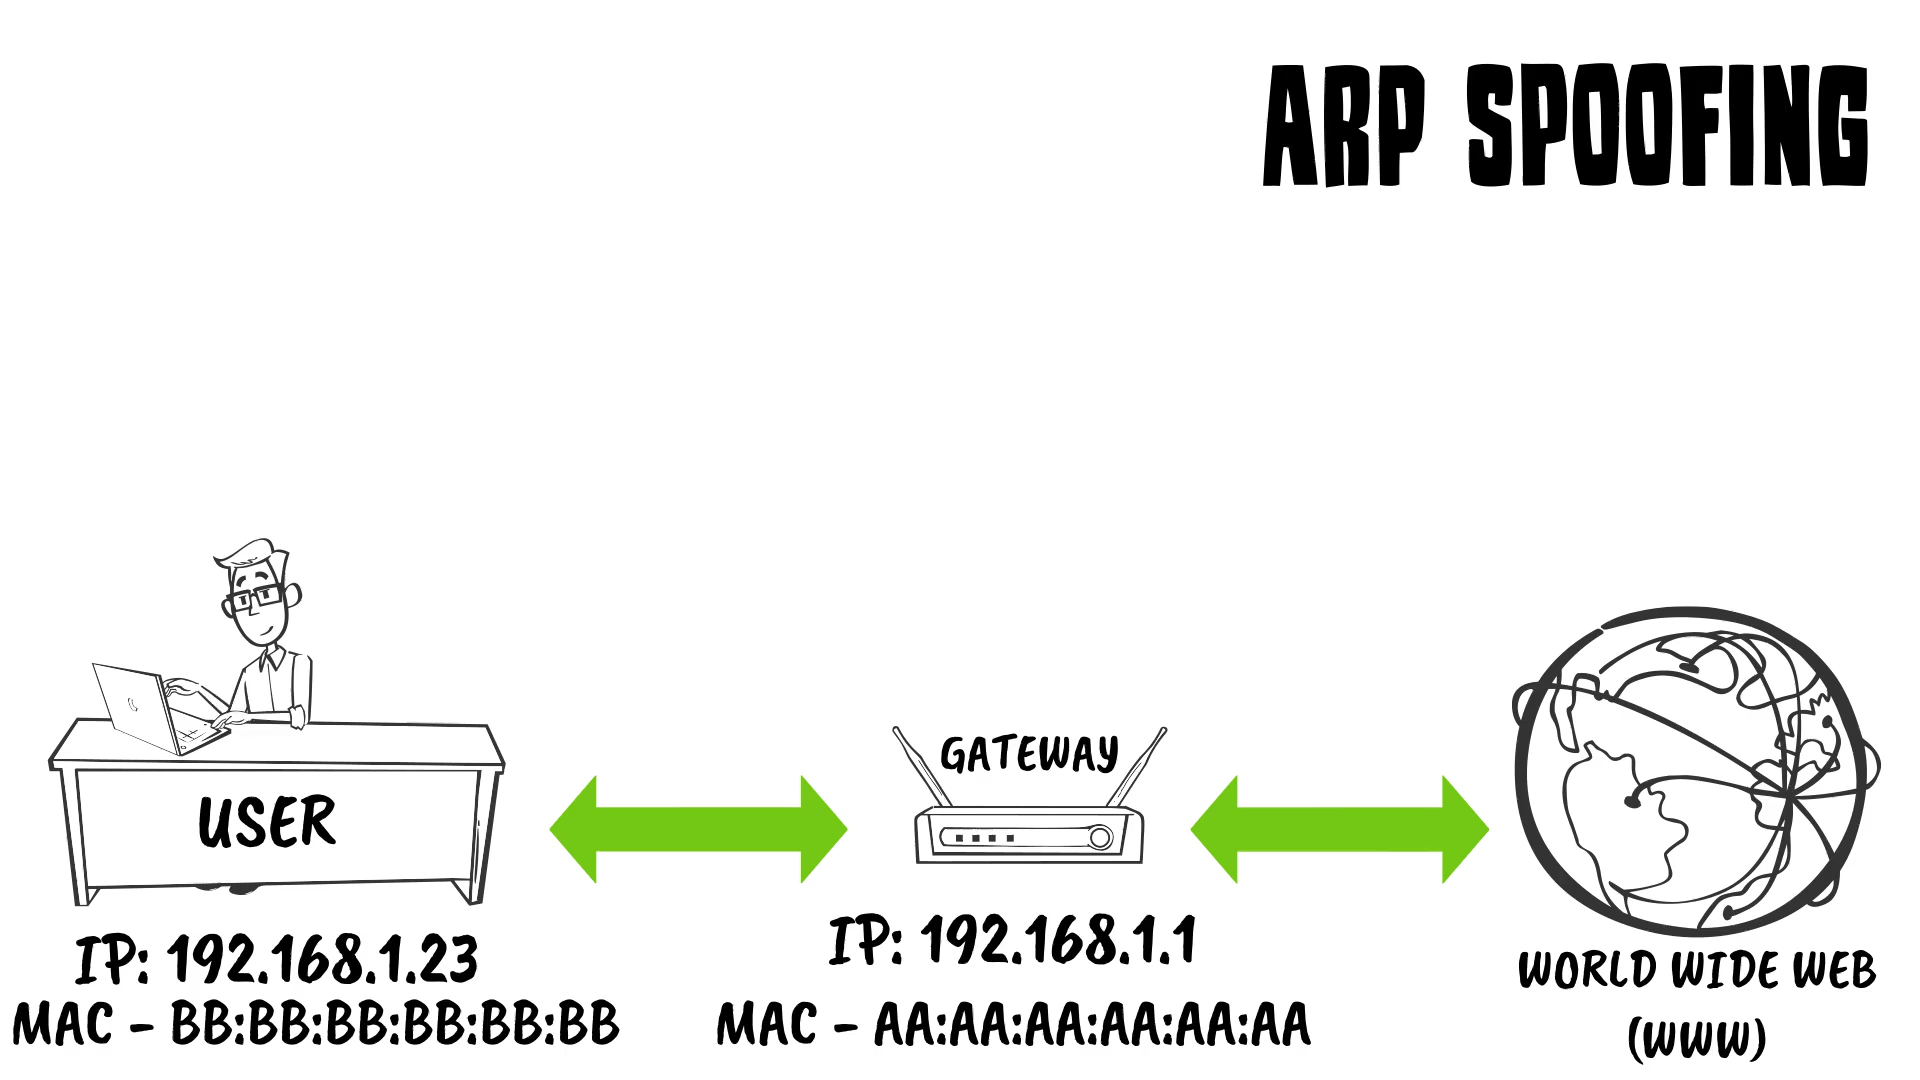 ARP SPOOFING
USER
GATEWAY
IP: 192.168.1.23
MAC - BB:BB:BB:BB:BB:BB
IP: 192.168.1.1
MAC - AA:AA:AA:AA:AA:AA
WORLD WIDE WEB
(WWW)